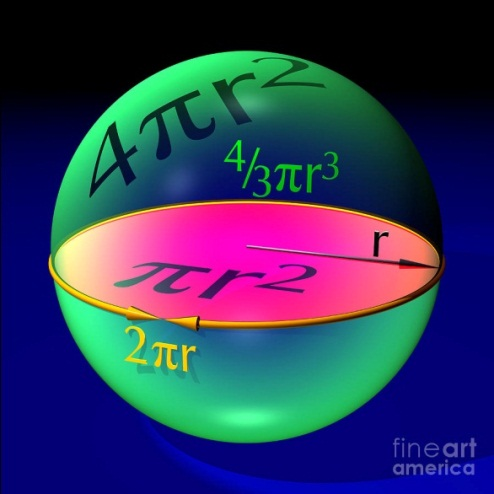 4πr²
4/3πr³
r
πr²
2πr
fineart
america